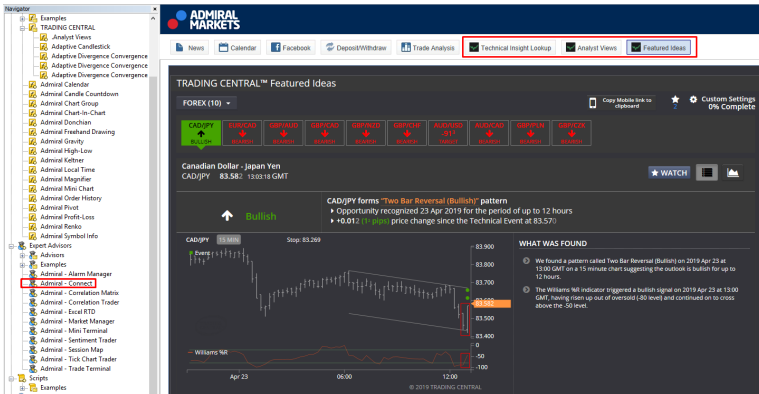 Navigator
Examples
TRADING CENTRAL
.Analyst Views
Adaptive Candlestick
Adaptive Divergence Convergence
Adaptive Divergence Convergence
Adaptive Divergence Convergence
Admiral Calendar
Admiral Candle Countdown
Admiral Chart Group
Admiral Chart-In-Chart
Admiral Donchian
Admiral Freehand Drawing
Admiral Gravity
Admiral High-Low
Admiral Keltner
Admiral Local Time
Admiral Magnifier
Admiral Mini Chart
Admiral Order History
Admiral Pivot
Admiral Profit-Loss
Admiral Renko
Admiral Symbol Info
Expert Advisors
Advisors
Examples
Admiral - Alarm Manager
Admiral - Connect
Admiral - Correlation Matrix
Admiral - Correlation Trader
Admiral - Excel RTD
Admiral - Market Manager
Admiral - Mini Terminal
Admiral - Sentiment Trader
Admiral - Session Map
Admiral - Tick Chart Trader
Admiral - Trade Terminal
Scripts
Examples
ADMIRAL
MARKETS
News Calendar Facebook Deposit/Withdraw Trade Analysis Technical Insight Lookup Analyst Views Featured Ideas
TRADING CENTRAL™ Featured Ideas
FOREX (10)
Copy Mobile link to
clipboard
Custom Settings
0% Complete
CAD/JPY EUR/CAD GBP/AUD GBP/CAD GBP/NZD GBP/CHF AUD/USD AUD/CAD GBP/PLN GBP/CZK
BULLISH BEARISH BEARISH BEARISH BEARISH BEARISH BEARISH BEARISH BEARISH
Canadian Dollar - Japan Yen
CAD/JPY 83.582 13:03:18 GMT
WATCH
Bullish
CAD/JPY forms "Two Bar Reversal (Bullish)" pattern
Opportunity recognized 23 Apr 2019 for the period of up to 12 hours
+0.012 (1 pips) price change since the Technical Event at 83.570
CAD/JPY 15 MIN Stop: 83.269
Event
83.900
83.800
83.700
83.582
83.500
83.400
Williams %R
0
-50
-100
Apr 23 06:00 12:00
© 2019 TRADING CENTRAL
WHAT WAS FOUND
We found a pattern called Two Bar Reversal (Bullish) on 2019 Apr 23 at
13:00 GMT on a 15 minute chart suggesting the outlook is bullish for up to
12 hours.
The Williams %R indicator triggered a bullish signal on 2019 Apr 23 at 13:00
GMT, having risen up out of oversold (-80 level) and continued on to cross
above the -50 level.